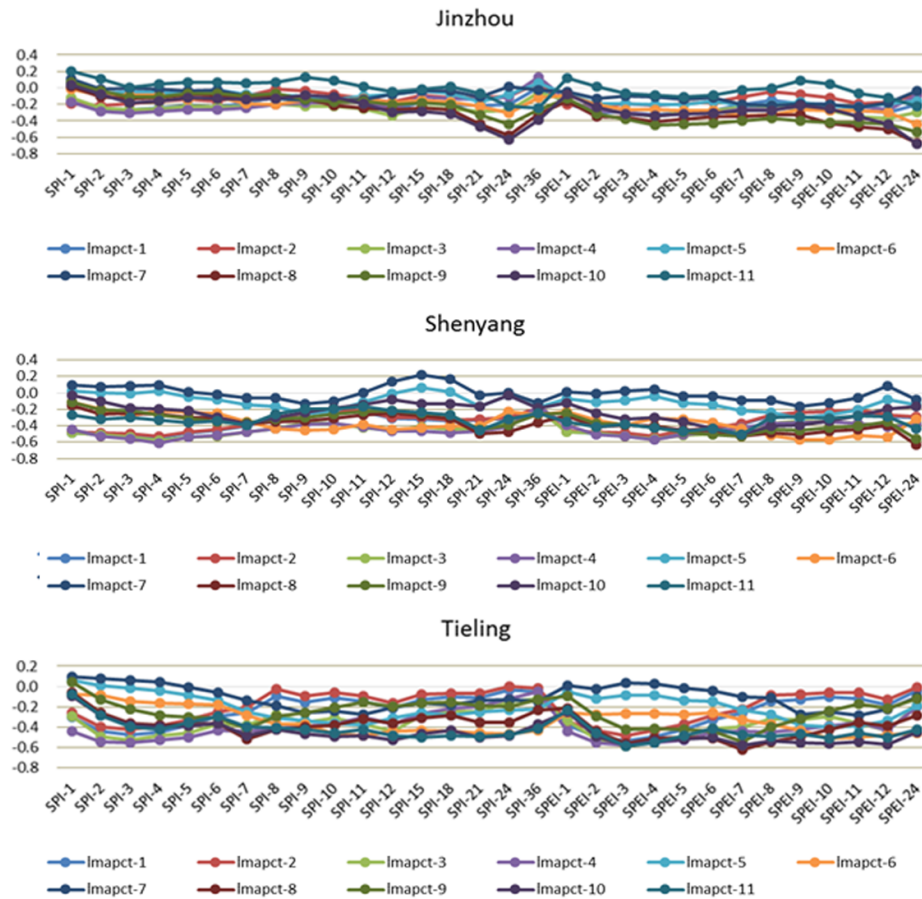 Jinzhou
0.4
0.2
0.0
-0.2
-0.4
-0.6
-0.8
SPI-1 SPI-2 SPI-3 SPI-4 SPI-5 SPI-6 SPI-7 SPI-8 SPI-9 SPI-10 SPI-11 SPI-12 SPI-15 SPI-18 SPI-21 SPI-24 SPI-36 SPEI-1 SPEI-2 SPEI-3 SPEI-4 SPEI-5 SPEI-6 SPEI-7 SPEI-8 SPEI-9 SPEI-10 SPEI-11 SPEI-12 SPEI-24
Imapct-1 Imapct-2 Imapct-3 Imapct-4 Imapct-5 Imapct-6
Imapct-7 Imapct-8 Imapct-9 Imapct-10 Imapct-11
Shenyang
0.4
0.2
0.0
-0.2
-0.4
-0.6
-0.8
SPI-1 SPI-2 SPI-3 SPI-4 SPI-5 SPI-6 SPI-7 SPI-8 SPI-9 SPI-10 SPI-11 SPI-12 SPI-15 SPI-18 SPI-21 SPI-24 SPI-36 SPEI-1 SPEI-2 SPEI-3 SPEI-4 SPEI-5 SPEI-6 SPEI-7 SPEI-8 SPEI-9 SPEI-10 SPEI-11 SPEI-12 SPEI-24
Imapct-1 Imapct-2 Imapct-3 Imapct-4 Imapct-5 Imapct-6
Imapct-7 Imapct-8 Imapct-9 Imapct-10 Imapct-11
Tieling
0.2
0.0
-0.2
-0.4
-0.6
-0.8
SPI-1 SPI-2 SPI-3 SPI-4 SPI-5 SPI-6 SPI-7 SPI-8 SPI-9 SPI-10 SPI-11 SPI-12 SPI-15 SPI-18 SPI-21 SPI-24 SPI-36 SPEI-1 SPEI-2 SPEI-3 SPEI-4 SPEI-5 SPEI-6 SPEI-7 SPEI-8 SPEI-9 SPEI-10 SPEI-11 SPEI-12 SPEI-24
Imapct-1 Imapct-2 Imapct-3 Imapct-4 Imapct-5 Imapct-6
Imapct-7 Imapct-8 Imapct-9 Imapct-10 Imapct-11